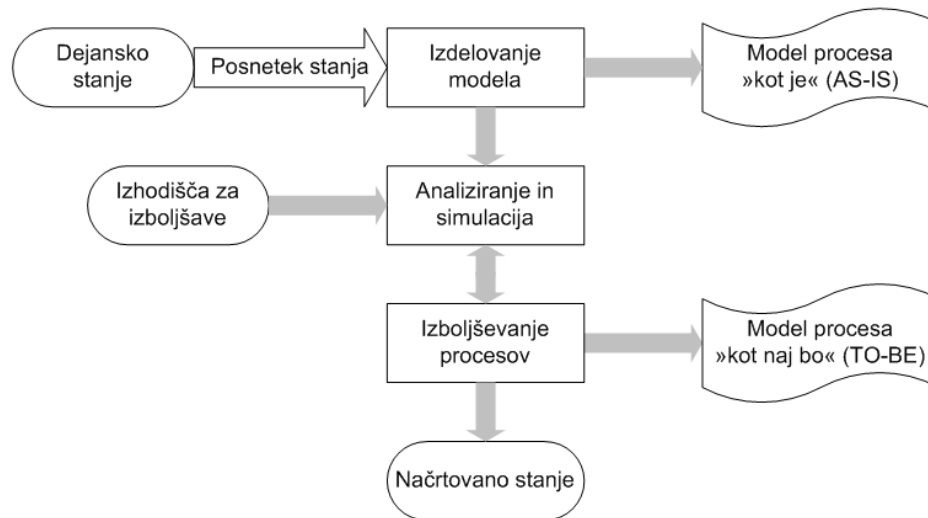 Dejansko
stanje
Posnetek stanja
Izdelovanje
modela
Model procesa
»kot je« (AS-IS)
Izhodišča za
izboljšave
Analiziranje in
simulacija
Izboljševanje
procesov
Model procesa
»kot naj bo« (TO-BE)
Načrtovano stanje